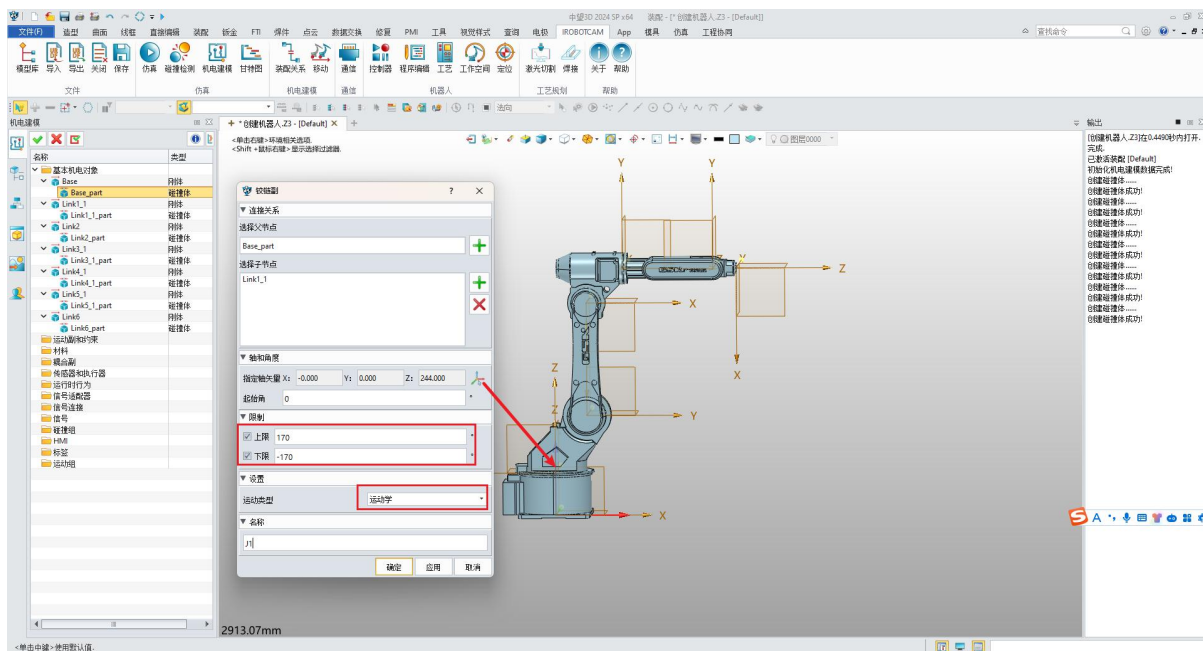 中望3D 2024 SP x64 装配 - [* 创建机器人.Z3 - [Default]]
文件(F) 造型 曲面 线框 直接编辑 装配 钣金 FTI 焊件 点云 数据交换 修复 PMI 工具 视觉样式 查询 电极 IROBOTCAM App 模具 仿真 工程协同 查找命令
模型库 导入 导出 关闭 保存 仿真 碰撞检测 机电建模 甘特图 装配关系 移动 通信 控制器 程序编辑 工艺 工作空间 定位 激光切割 焊接 关于 帮助
文件 仿真 机电建模 通信 机器人 工艺规划 帮助
法向
机电建模
+ * 创建机器人.Z3 - [Default] × +
输出
<单击右键>环境相关选项.
<Shift + 鼠标右键> 显示选择过滤器.
图层0000
名称 类型
基本机电对象
Base 刚体
Base_part 碰撞体
Link1_1 刚体
Link1_1_part 碰撞体
Link2 刚体
Link2_part 碰撞体
Link3_1 刚体
Link3_1_part 碰撞体
Link4_1 刚体
Link4_1_part 碰撞体
Link5_1 刚体
Link5_1_part 碰撞体
Link6 刚体
Link6_part 碰撞体
运动副和约束
材料
耦合副
传感器和执行器
运行时行为
信号适配器
信号连接
信号
碰撞组
HMI
标签
运动组
铰链副 ? ×
连接关系
选择父节点
Base_part
选择子节点
Link1_1
轴和角度
指定轴矢量 X: -0.000 Y: 0.000 Z: 244.000
起始角 0 °
限制
上限 170 °
下限 -170 °
设置
运动类型 运动学
名称
J1
确定 应用 取消
Y Y
Y
Z
X
X
Z
Z
Y
X
2913.07mm
[创建机器人.Z3]在0.4490秒内打开.
完成.
已激活装配 [Default]
初始化机电建模数据完成!
创建碰撞体......
创建碰撞体成功!
创建碰撞体......
创建碰撞体成功!
创建碰撞体......
创建碰撞体成功!
创建碰撞体......
创建碰撞体成功!
创建碰撞体......
创建碰撞体成功!
创建碰撞体......
创建碰撞体成功!
创建碰撞体......
创建碰撞体成功!
S A
<单击中键>使用默认值.